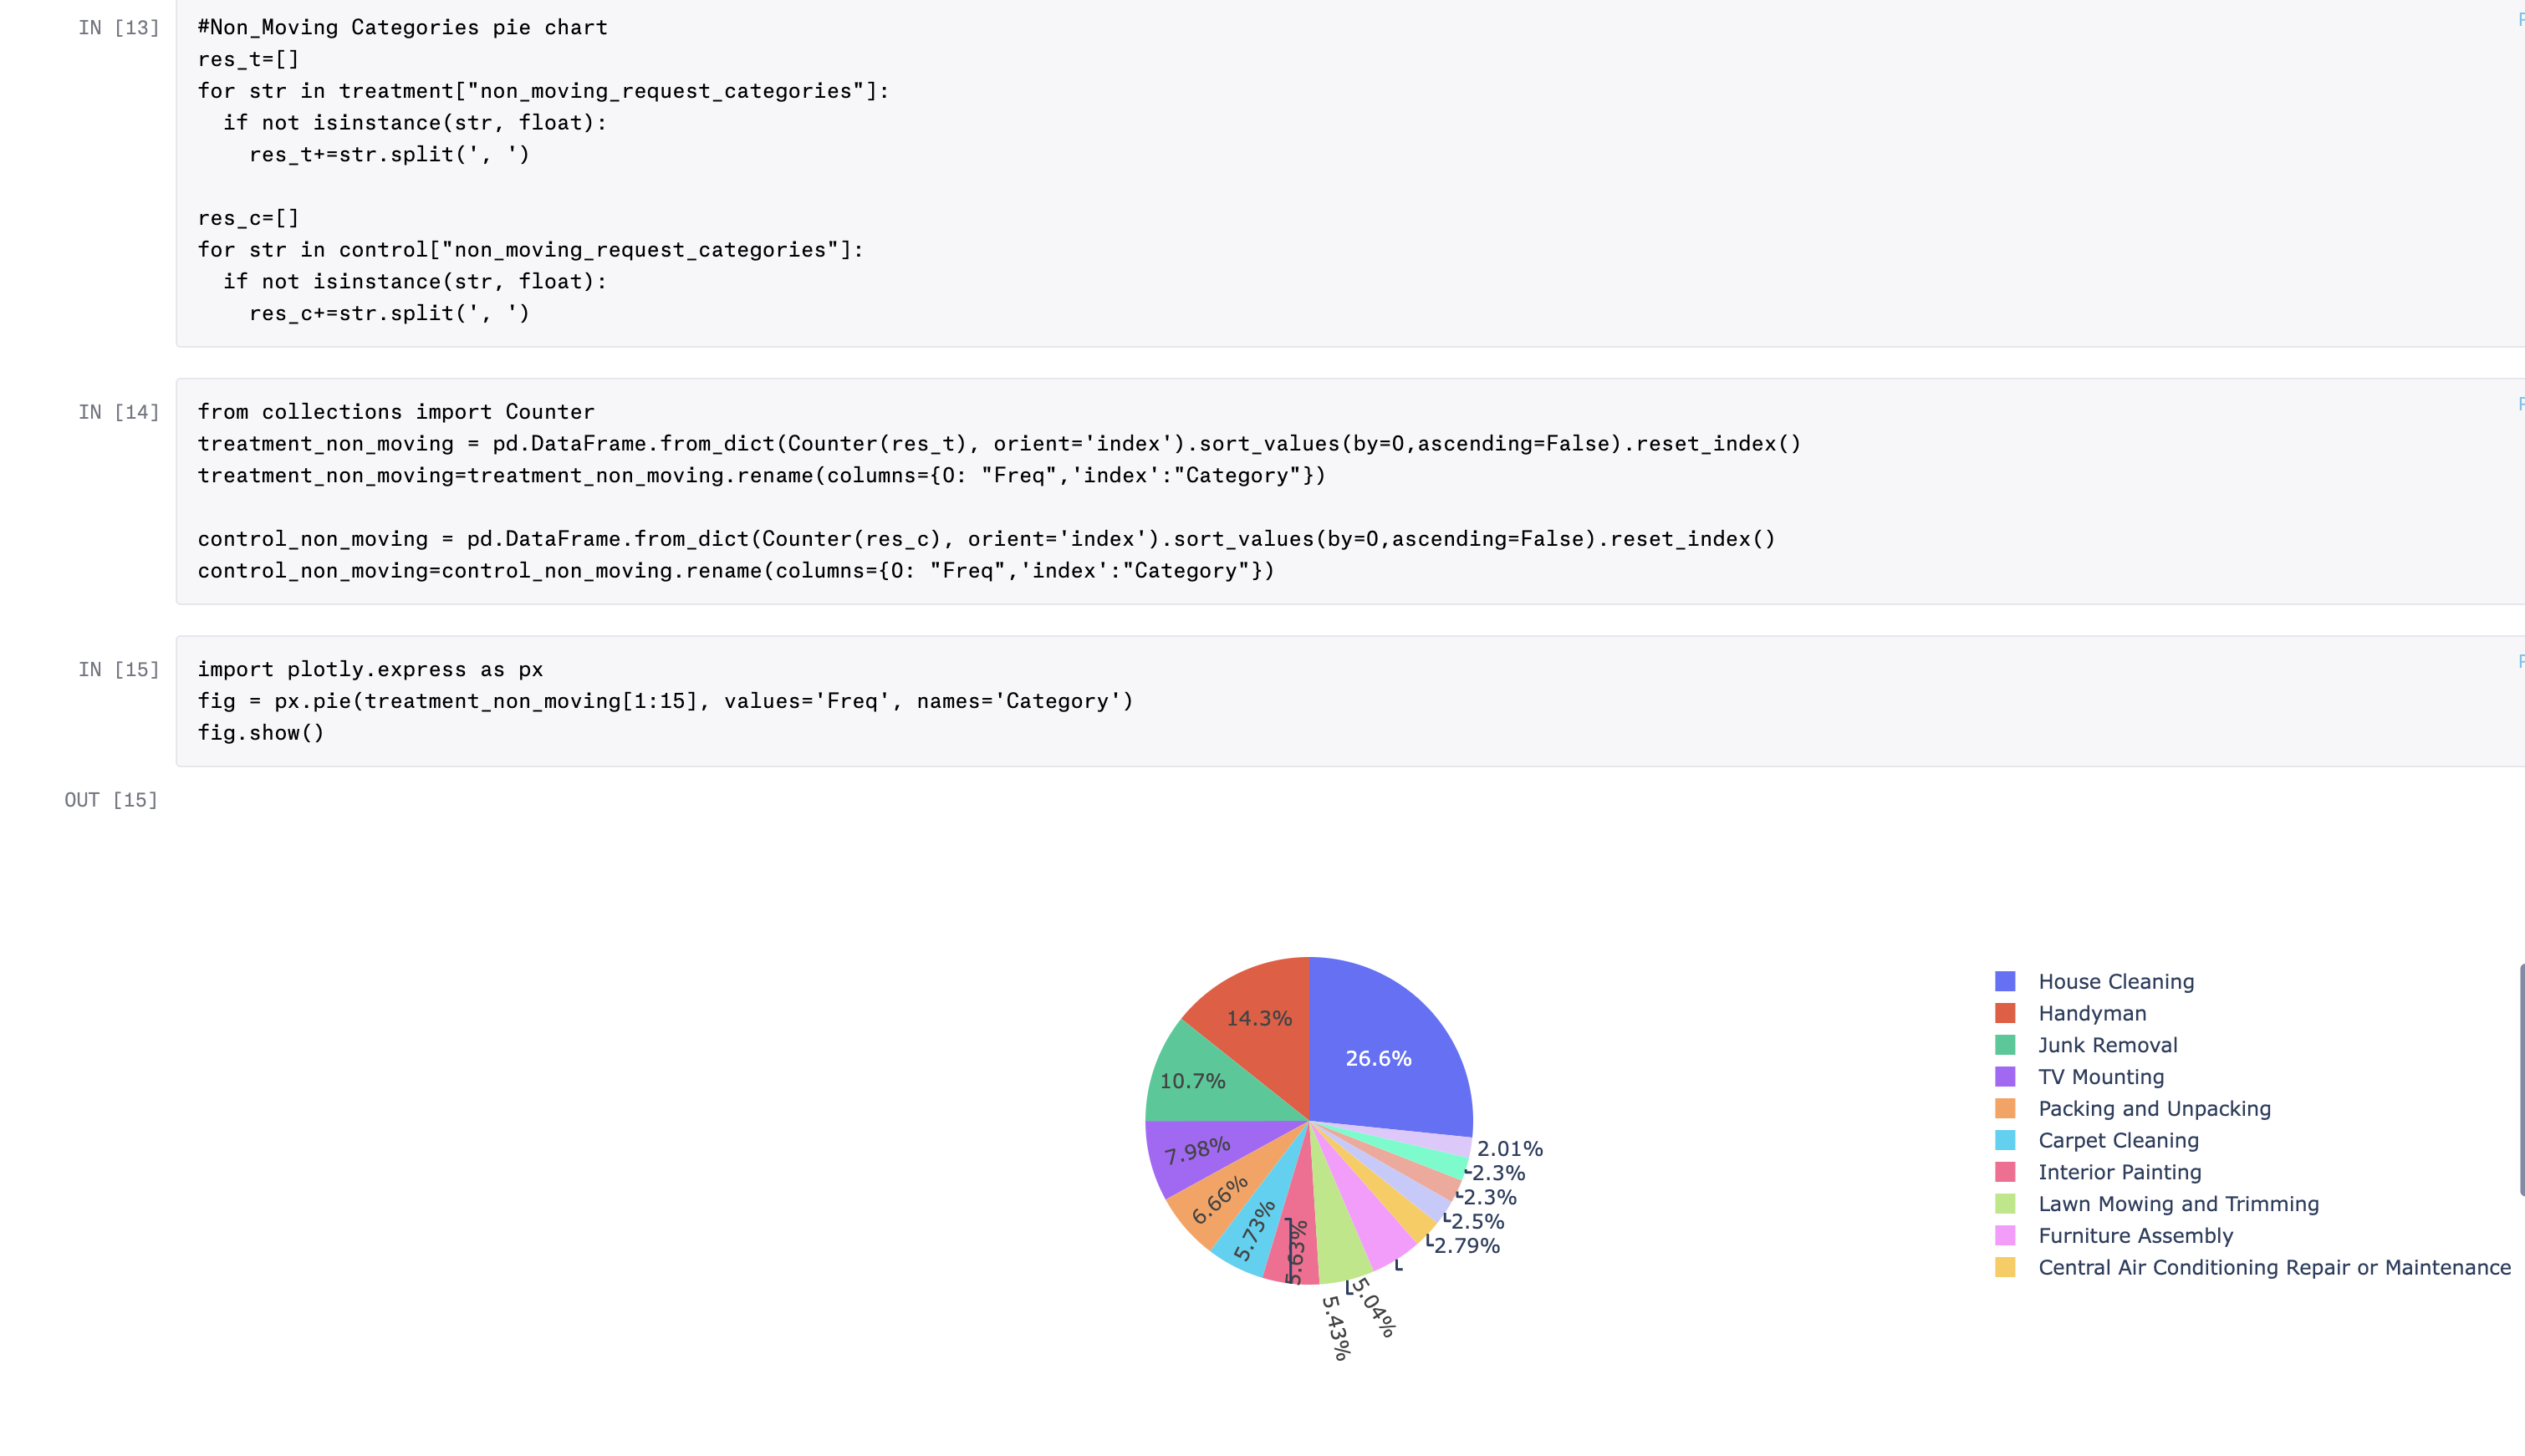 IN [13]
#Non_Moving Categories pie chart
res_t=[]
for str in treatment["non_moving_request_categories"]:
  if not isinstance(str, float):
    res_t+=str.split(', ')
res_c=[]
for str in control["non_moving_request_categories"]:
  if not isinstance(str, float):
    res_c+=str.split(', ')
IN [14]
from collections import Counter
treatment_non_moving = pd.DataFrame.from_dict(Counter(res_t), orient='index').sort_values(by=0,ascending=False).reset_index()
treatment_non_moving=treatment_non_moving.rename(columns={0: "Freq",'index':"Category"})
control_non_moving = pd.DataFrame.from_dict(Counter(res_c), orient='index').sort_values(by=0,ascending=False).reset_index()
control_non_moving=control_non_moving.rename(columns={0: "Freq",'index':"Category"})
IN [15]
import plotly.express as px
fig = px.pie(treatment_non_moving[1:15], values='Freq', names='Category')
fig.show()
OUT [15]
14.3%
26.6%
10.7%
7.98%
6.66%
5.73%
5.63%
5.43%
5.04%
2.01%
2.3%
2.3%
2.5%
2.79%
House Cleaning
Handyman
Junk Removal
TV Mounting
Packing and Unpacking
Carpet Cleaning
Interior Painting
Lawn Mowing and Trimming
Furniture Assembly
Central Air Conditioning Repair or Maintenance